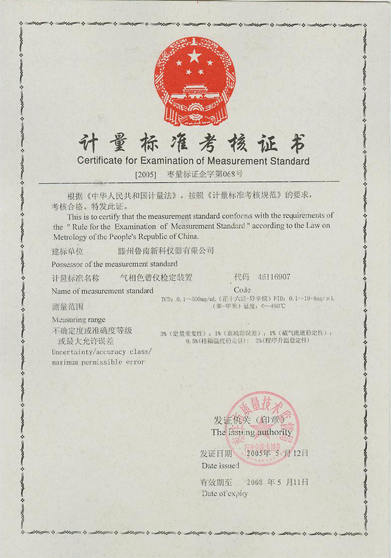 计量标准考核证书
Certificate for Examination of Measurement Standard
[2005] 枣量标证企字第068号
根据《中华人民共和国计量法》，按照《计量标准考核规范》的要求，
考核合格，特发此证。
This is to certify that the measurement standard conforms with the requirements of
the "Rule for the Examination of Measurement Standard" according to the Law on
Metrology of the People's Republic of China.
建标单位 滕州鲁南新科仪器有限公司
Possessor of the measurement standard
计量标准名称 气相色谱仪检定装置 代码 46116907
Name of measurement standard Code
测量范围
Measuring range
不确定度或准确度等级
或最大允许误差
Uncertainty/accuracy class/
maximum permissible error
发证机关（印章）
The issuing authority
发证日期 2005年 5月12日
Date issued
有效期至 2008年 5月11日
Date of expiry